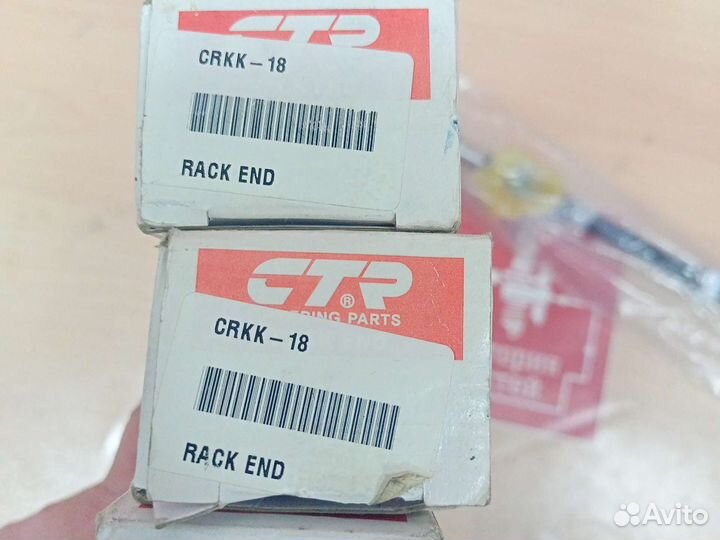 CTR
CRKK-18
RACK END
CTR®
ERING PARTS
CRKK-18
RACK END
Avito